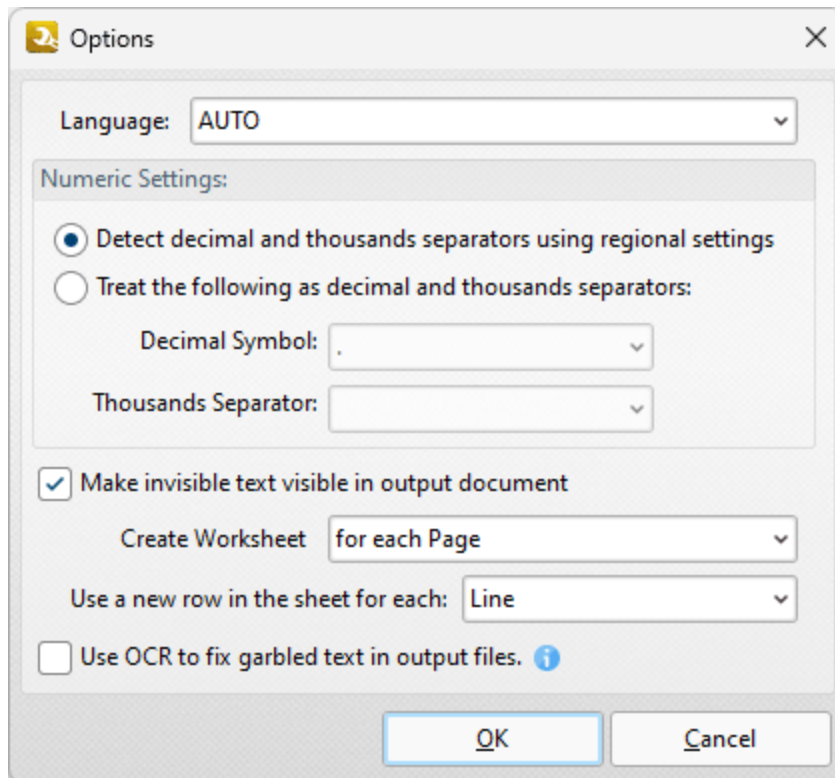 Options
Language: AUTO
Numeric Settings:
Detect decimal and thousands separators using regional settings
Treat the following as decimal and thousands separators:
Decimal Symbol: .
Thousands Separator:
Make invisible text visible in output document
Create Worksheet for each Page
Use a new row in the sheet for each: Line
Use OCR to fix garbled text in output files. i
OK Cancel